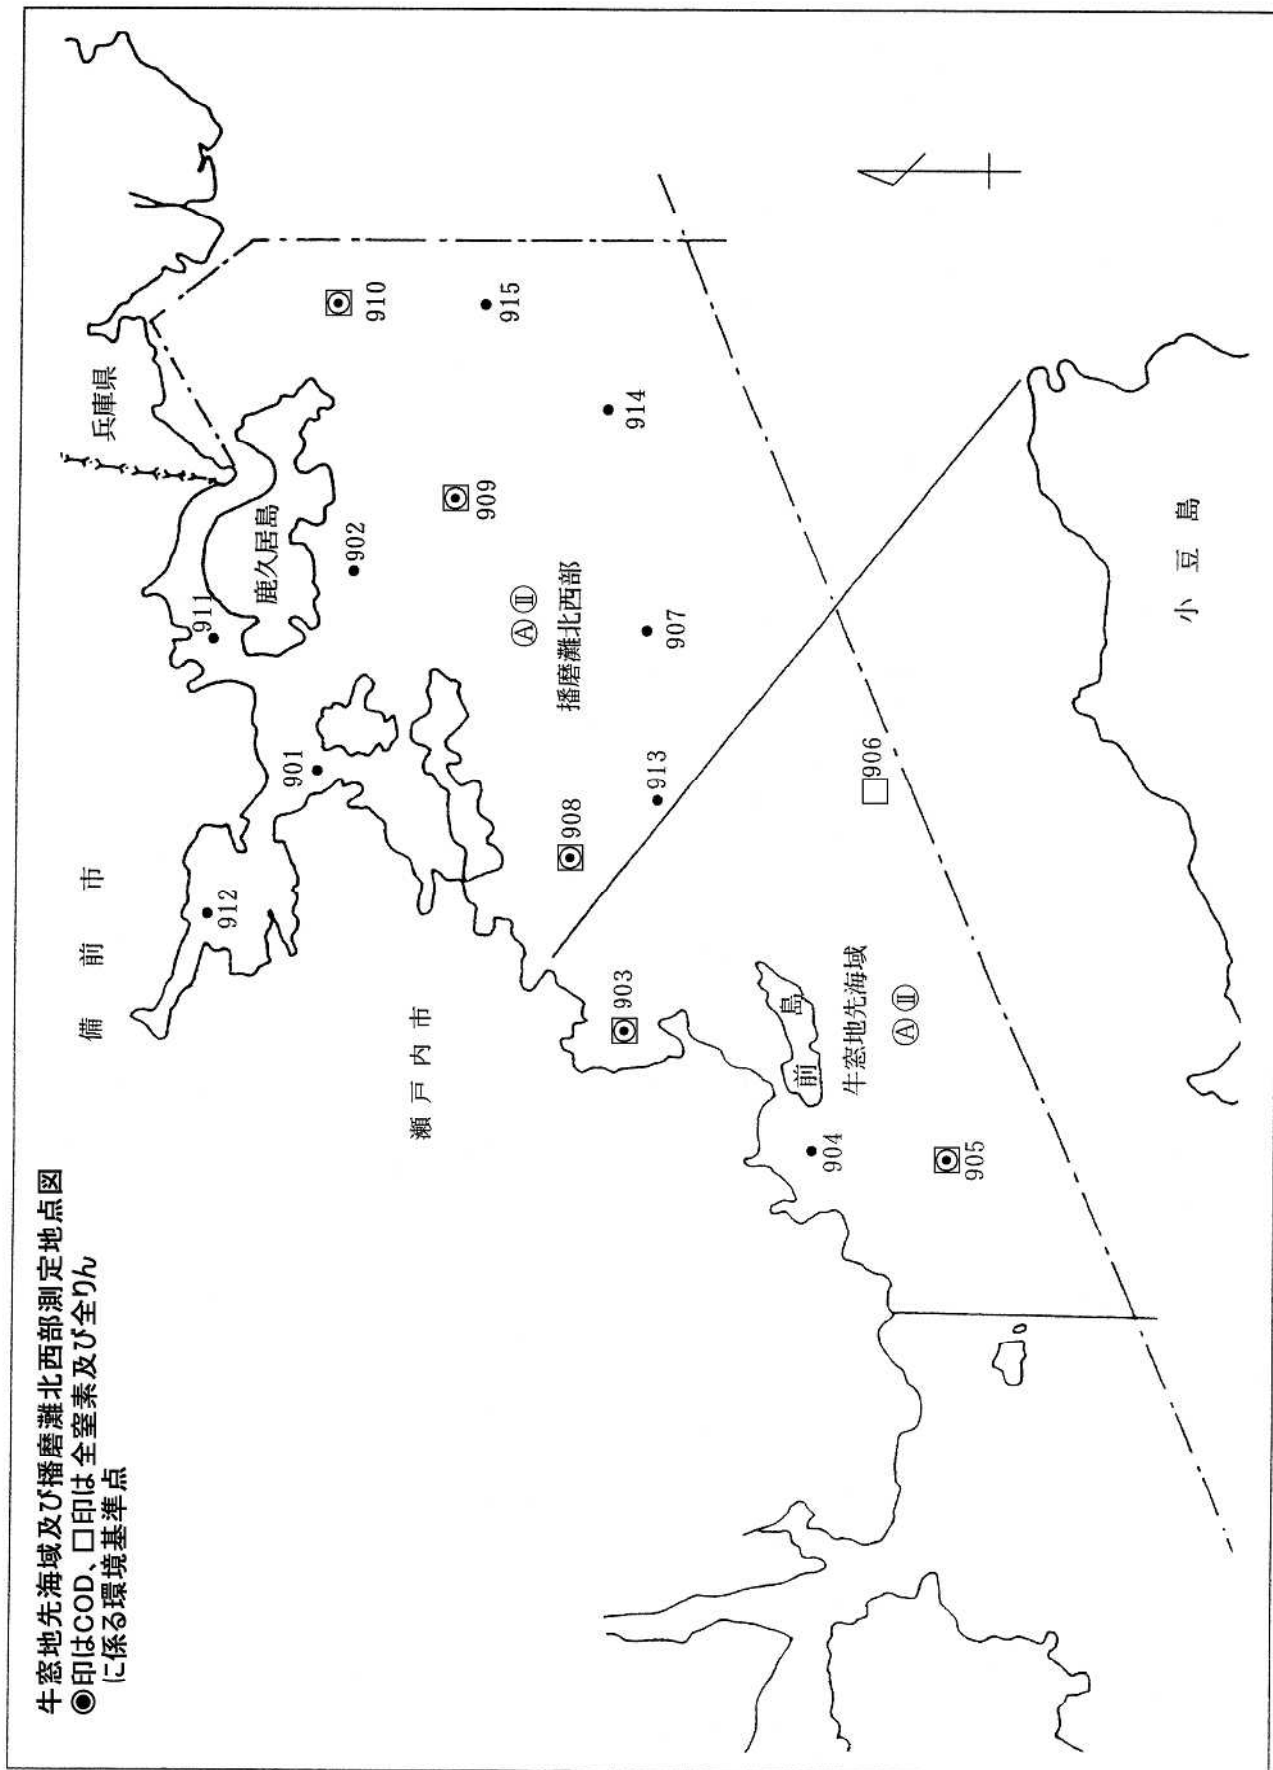 牛窓地先海域及び播磨灘北西部測定地点図
◉印はCOD、□印は全窒素及び全りん
に係る環境基準点
備前市
瀬戸内市
兵庫県
鹿久居島
912
901
911
902
910
915
909
914
Ⓐ Ⅱ
播磨灘北西部
907
908
913
903
906
前島
牛窓地先海域
Ⓐ Ⅱ
904
905
小豆島